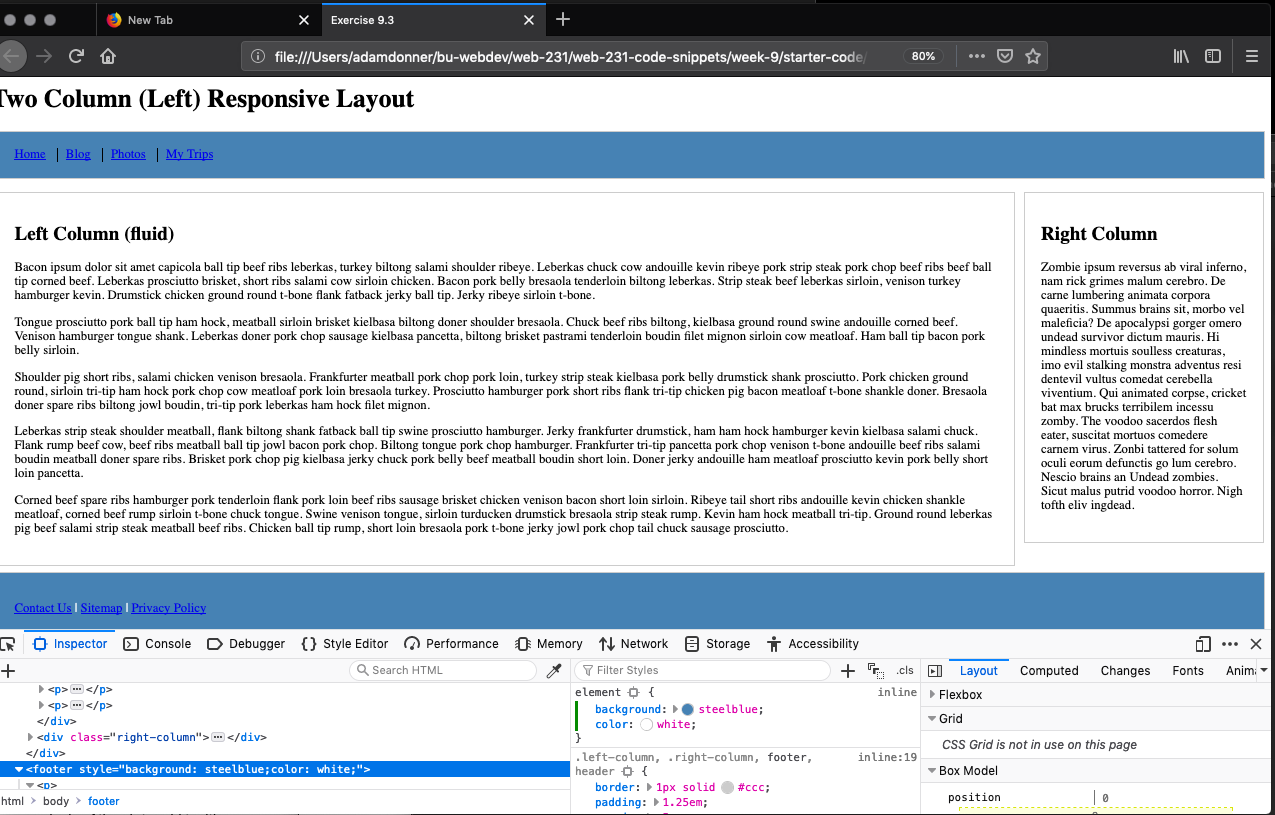 New Tab
Exercise 9.3
file:///Users/adamdonner/bu-webdev/web-231/web-231-code-snippets/week-9/starter-code/
80%
Two Column (Left) Responsive Layout
Home | Blog | Photos | My Trips
Left Column (fluid)
Bacon ipsum dolor sit amet capicola ball tip beef ribs leberkas, turkey biltong salami shoulder ribeye. Leberkas chuck cow andouille kevin ribeye pork strip steak pork chop beef ribs beef ball
tip corned beef. Leberkas prosciutto brisket, short ribs salami cow sirloin chicken. Bacon pork belly bresaola tenderloin biltong leberkas. Strip steak beef leberkas sirloin, venison turkey
hamburger kevin. Drumstick chicken ground round t-bone flank fatback jerky ball tip. Jerky ribeye sirloin t-bone.
Tongue prosciutto pork ball tip ham hock, meatball sirloin brisket kielbasa biltong doner shoulder bresaola. Chuck beef ribs biltong, kielbasa ground round swine andouille corned beef.
Venison hamburger tongue shank. Leberkas doner pork chop sausage kielbasa pancetta, biltong brisket pastrami tenderloin boudin filet mignon sirloin cow meatloaf. Ham ball tip bacon pork
belly sirloin.
Shoulder pig short ribs, salami chicken venison bresaola. Frankfurter meatball pork chop pork loin, turkey strip steak kielbasa pork belly drumstick shank prosciutto. Pork chicken ground
round, sirloin tri-tip ham hock pork chop cow meatloaf pork loin bresaola turkey. Prosciutto hamburger pork short ribs flank tri-tip chicken pig bacon meatloaf t-bone shankle doner. Bresaola
doner spare ribs biltong jowl boudin, tri-tip pork leberkas ham hock filet mignon.
Leberkas strip steak shoulder meatball, flank biltong shank fatback ball tip swine prosciutto hamburger. Jerky frankfurter drumstick, ham ham hock hamburger kevin kielbasa salami chuck.
Flank rump beef cow, beef ribs meatball ball tip jowl bacon pork chop. Biltong tongue pork chop hamburger. Frankfurter tri-tip pancetta pork chop venison t-bone andouille beef ribs salami
boudin meatball doner spare ribs. Brisket pork chop pig kielbasa jerky chuck pork belly beef meatball boudin short loin. Doner jerky andouille ham meatloaf prosciutto kevin pork belly short
loin pancetta.
Corned beef spare ribs hamburger pork tenderloin flank pork loin beef ribs sausage brisket chicken venison bacon short loin sirloin. Ribeye tail short ribs andouille kevin chicken shankle
meatloaf, corned beef rump sirloin t-bone chuck tongue. Swine venison tongue, sirloin turducken drumstick bresaola strip steak rump. Kevin ham hock meatball tri-tip. Ground round leberkas
pig beef salami strip steak meatball beef ribs. Chicken ball tip rump, short loin bresaola pork t-bone jerky jowl pork chop tail chuck sausage prosciutto.
Right Column
Zombie ipsum reversus ab viral inferno,
nam rick grimes malum cerebro. De
carne lumbering animata corpora
quaeritis. Summus brains sit, morbo vel
maleficia? De apocalypsi gorger omero
undead survivor dictum mauris. Hi
mindless mortuis soulless creaturas,
imo evil stalking monstra adventus resi
dentevil vultus comedat cerebella
viventium. Qui animated corpse, cricket
bat max brucks terribilem incessu
zomby. The voodoo sacerdos flesh
eater, suscitat mortuos comedere
carnem virus. Zonbi tattered for solum
oculi eorum defunctis go lum cerebro.
Nescio brains an Undead zombies.
Sicut malus putrid voodoo horror. Nigh
tofth eliv ingdead.
Contact Us | Sitemap | Privacy Policy
Inspector Console Debugger Style Editor Performance Memory Network Storage Accessibility
Search HTML
Filter Styles
.cls
Layout Computed Changes Fonts Anima
<p>···</p>
<p>···</p>
</div>
<div class="right-column">···</div>
</div>
<footer style="background: steelblue;color: white;">
<p>
html > body > footer
element { inline
background: steelblue;
color: white;
}
.left-column, .right-column, footer, inline:19
header {
border: 1px solid #ccc;
padding: 1.25em;
Flexbox
Grid
CSS Grid is not in use on this page
Box Model
position 0